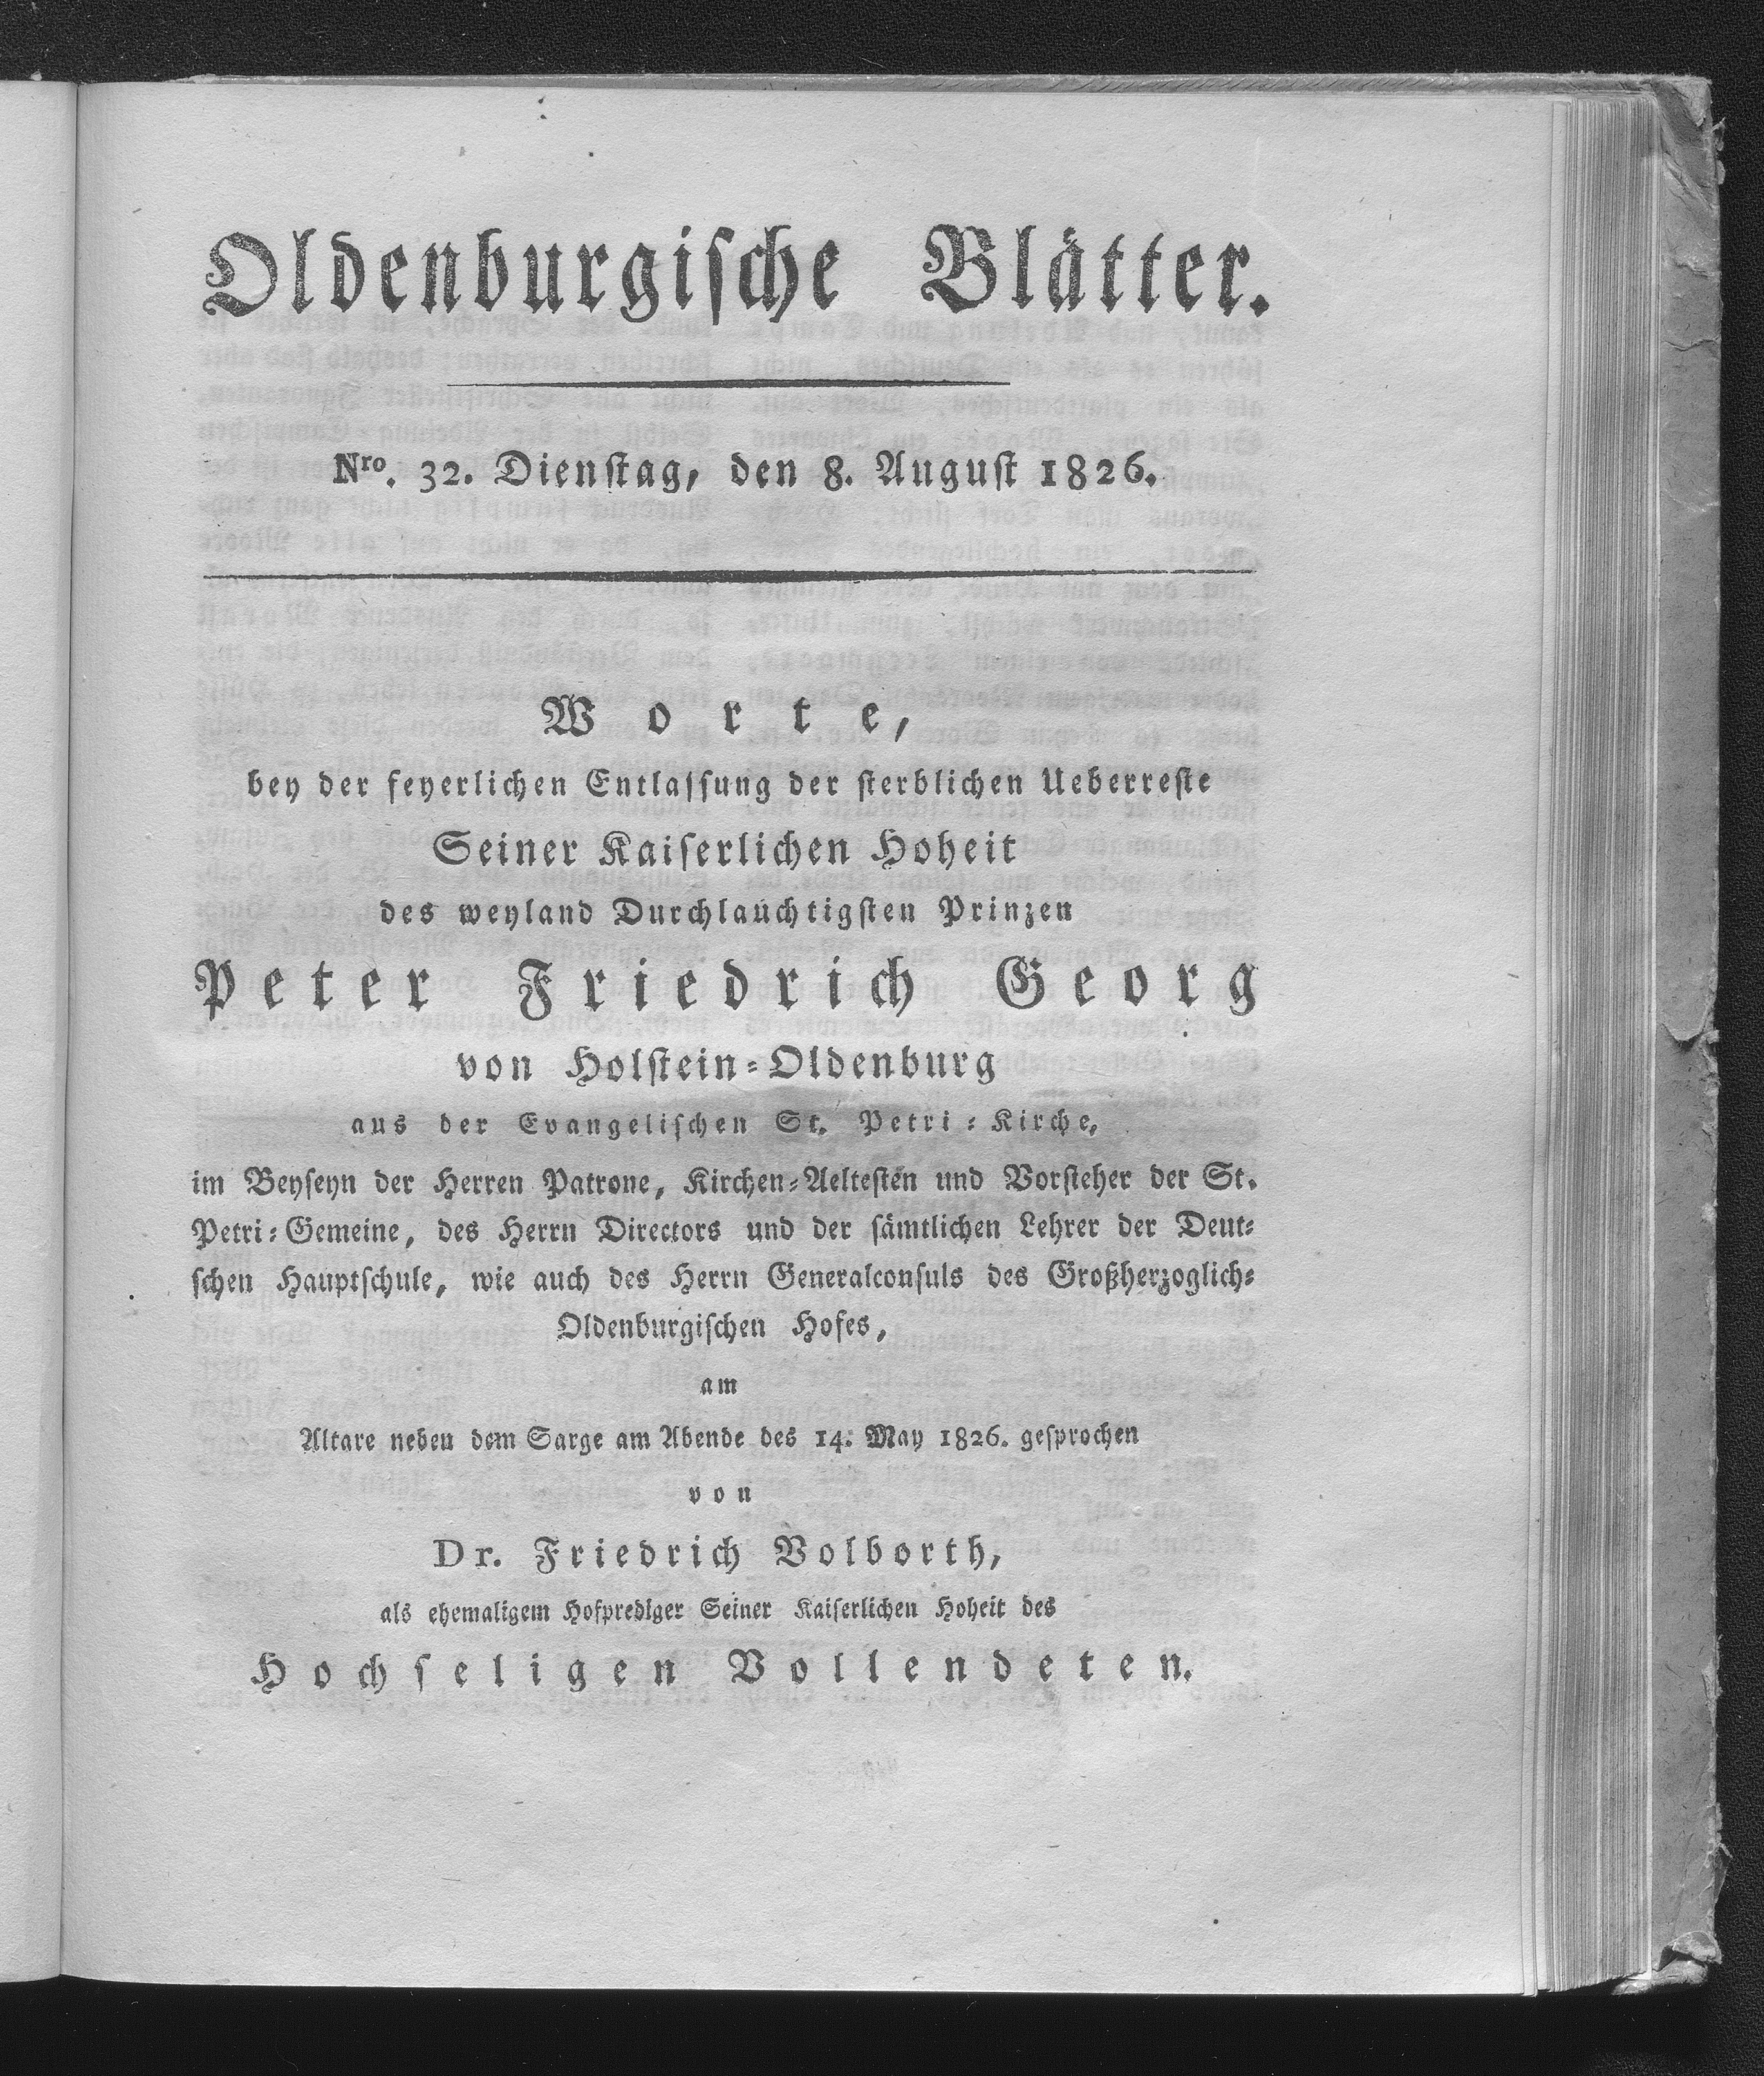 Oldenburgische Blätter.
Nro. 32. Dienstag, den 8. August 1826.
Worte,
bey der feyerlichen Entlassung der sterblichen Ueberreste
Seiner Kaiserlichen Hoheit
des weyland Durchlauchtigsten Prinzen
Peter Friedrich Georg
von Holstein-Oldenburg
aus der Evangelischen St. Petri-Kirche,
im Beyseyn der Herren Patrone, Kirchen-Aeltesten und Vorsteher der St.
Petri-Gemeine, des Herrn Directors und der sämtlichen Lehrer der Deut-
schen Hauptschule, wie auch des Herrn Generalconsuls des Großherzoglich-
Oldenburgischen Hofes,
am
Altare neben dem Sarge am Abende des 14. May 1826. gesprochen
von
Dr. Friedrich Volborth,
als ehemaligem Hofprediger Seiner Kaiserlichen Hoheit des
Hochseligen Vollendeten.